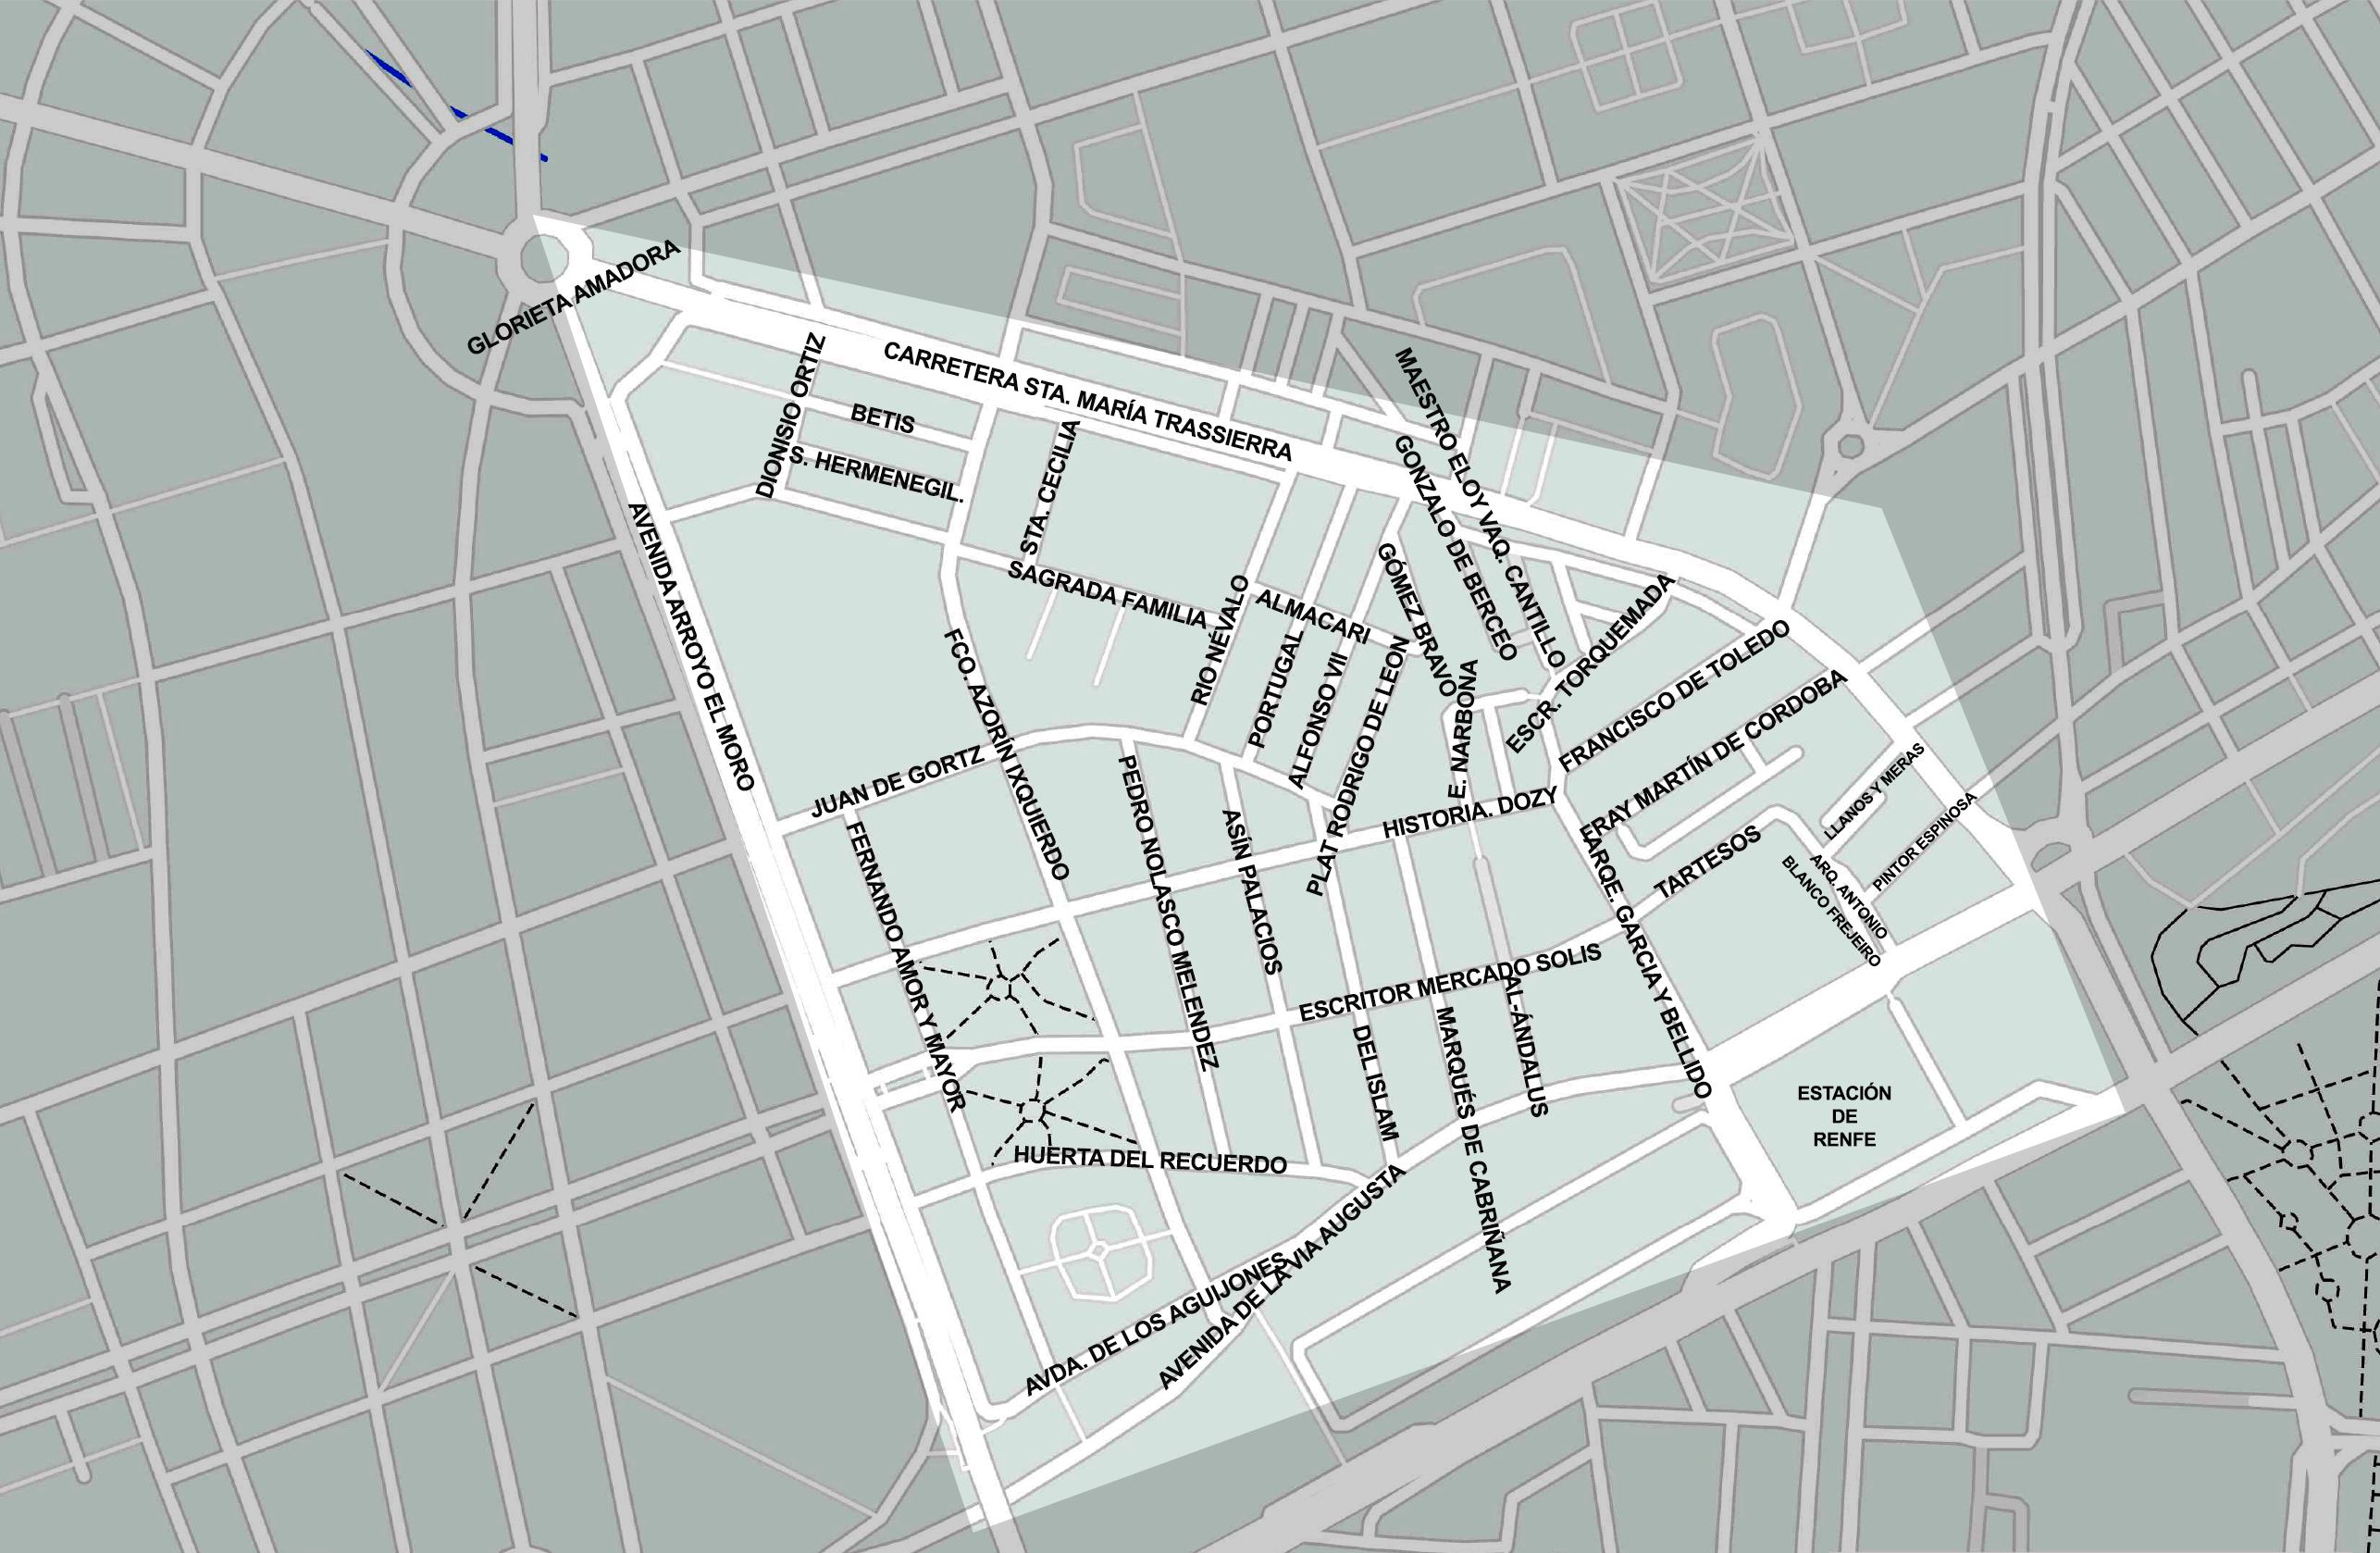 GLORIETA AMADORA
CARRETERA STA. MARÍA TRASSIERRA
MAESTRO ELOY VAQ. CANTILLO
DIONISIO ORTIZ
BETIS
S. HERMENEGIL.
STA. CECILIA
GONZALO DE BERCEO
AVENIDA ARROYO EL MORO
SAGRADA FAMILIA
RIO NÉVALO
ALMACARI
GÓMEZ BRAVO
ESCR. TORQUEMADA
FCO. AZORÍN IXQUIERDO
PORTUGAL
ALFONSO VII
PLAT RODRIGO DE LEON
E. NARBONA
FRANCISCO DE TOLEDO
FRAY MARTÍN DE CORDOBA
JUAN DE GORTZ
PEDRO NOLASCO MELENDEZ
ASÍN PALACIOS
HISTORIA. DOZY
LLANOS Y MERAS
PINTOR ESPINOSA
FERNANDO AMOR Y MAYOR
PARQE. GARCIA Y BELLIDO
TARTESOS
ARQ. ANTONIO
BLANCO FREJEIRO
ESCRITOR MERCADO SOLIS
AL-ÁNDALUS
DEL ISLAM
MARQUÉS DE CABRIÑANA
ESTACIÓN
DE
RENFE
HUERTA DEL RECUERDO
AVDA. DE LOS AGUIJONES
AVENIDA DE LA VIA AUGUSTA